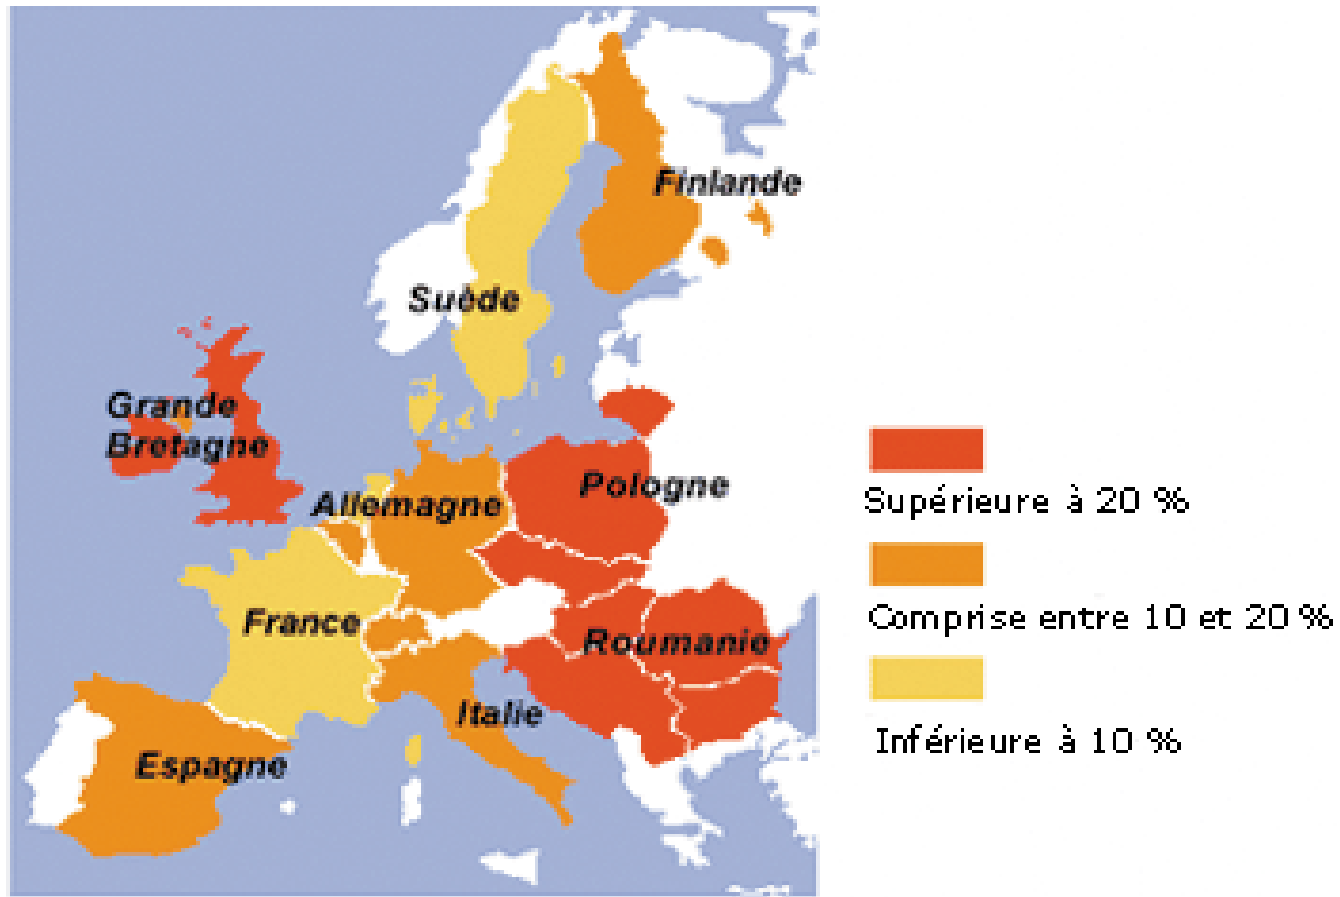 Finlande
Suède
Grande
Bretagne
Pologne
Allemagne
France
Roumanie
Italie
Espagne
Supérieure à 20 %
Comprise entre 10 et 20 %
Inférieure à 10 %